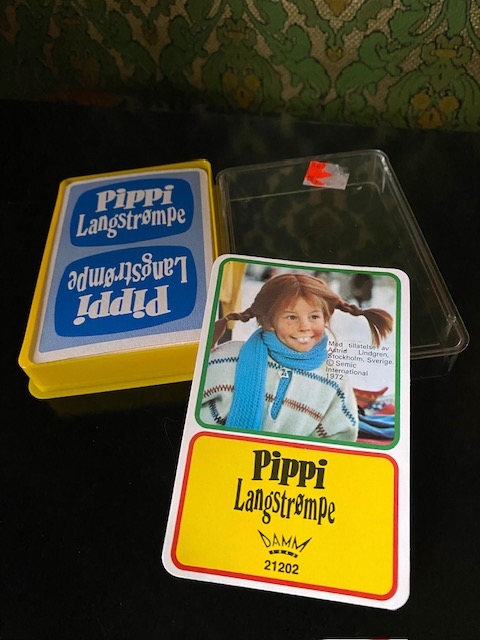 Pippi
Langstrømpe
Pippi
Langstrømpe
Med tillatelse av
Astrid Lindgren,
Stockholm, Sverige.
© Semic
International
1972
Pippi
Langstrømpe
DAMM
21202